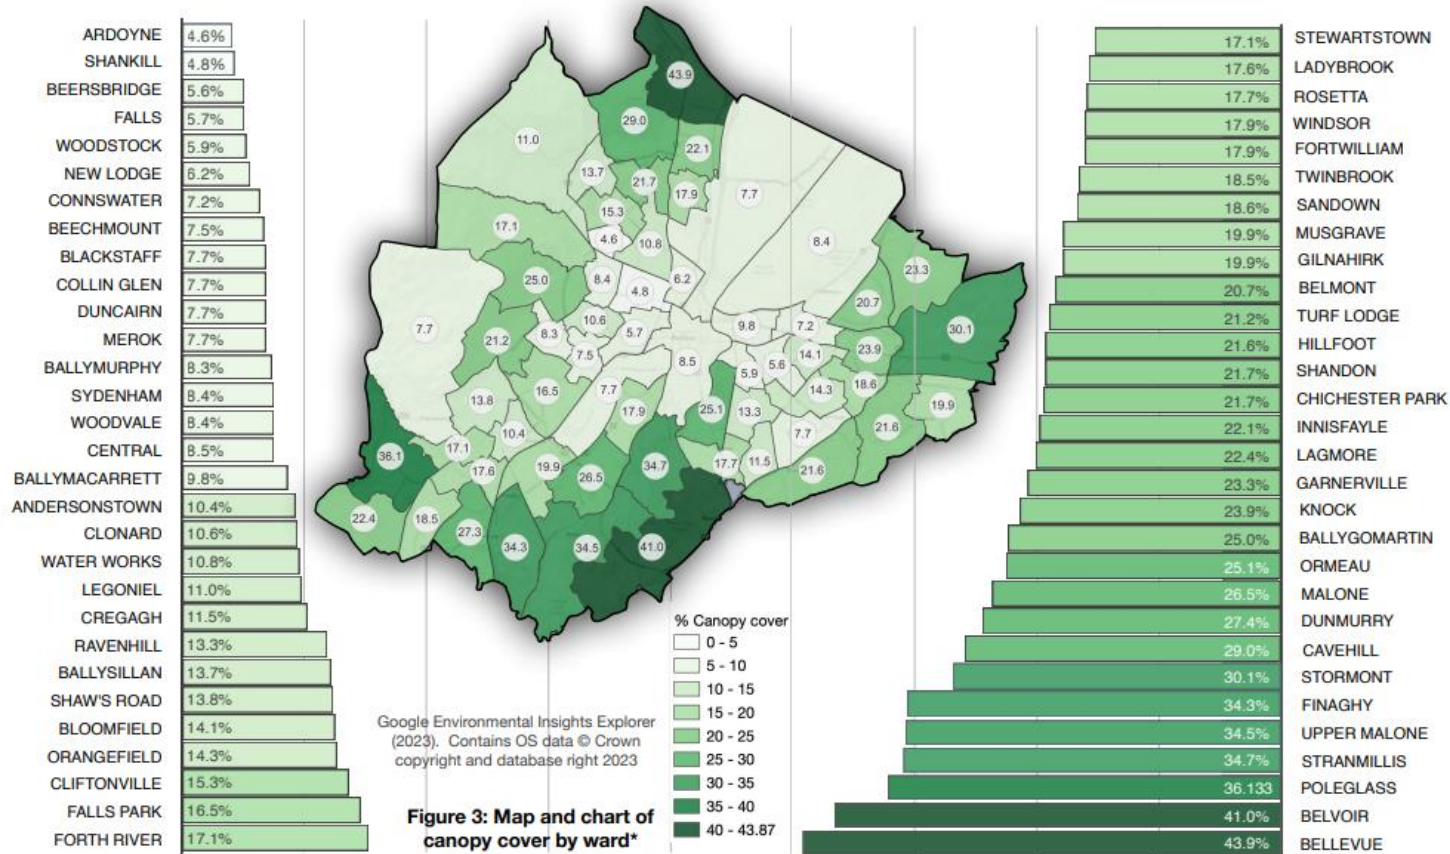 ARDOYNE 4.6%
SHANKILL 4.8%
BEERSBRIDGE 5.6%
FALLS 5.7%
WOODSTOCK 5.9%
NEW LODGE 6.2%
CONNSWATER 7.2%
BEECHMOUNT 7.5%
BLACKSTAFF 7.7%
COLLIN GLEN 7.7%
DUNCAIRN 7.7%
MEROK 7.7%
BALLYMURPHY 8.3%
SYDENHAM 8.4%
WOODVALE 8.4%
CENTRAL 8.5%
BALLYMACARRETT 9.8%
ANDERSONSTOWN 10.4%
CLONARD 10.6%
WATER WORKS 10.8%
LEGONIEL 11.0%
CREGAGH 11.5%
RAVENHILL 13.3%
BALLYSILLAN 13.7%
SHAW'S ROAD 13.8%
BLOOMFIELD 14.1%
ORANGEFIELD 14.3%
CLIFTONVILLE 15.3%
FALLS PARK 16.5%
FORTH RIVER 17.1%
43.9
29.0
11.0
22.1
13.7
21.7
17.9
7.7
15.3
17.1
4.6
10.8
8.4
23.3
25.0
8.4
6.2
4.8
20.7
10.6
7.7
8.3
5.7
9.8
7.2
30.1
21.2
7.5
8.5
14.1
23.9
5.9
5.6
16.5
7.7
14.3
18.6
13.8
17.9
25.1
13.3
19.9
10.4
7.7
21.6
36.1
17.1
17.6
19.9
26.5
34.7
17.7
11.5
21.6
22.4
18.5
27.3
34.3
34.5
41.0
% Canopy cover
0 - 5
5 - 10
10 - 15
15 - 20
20 - 25
25 - 30
30 - 35
35 - 40
40 - 43.87
Google Environmental Insights Explorer
(2023). Contains OS data © Crown
copyright and database right 2023
Figure 3: Map and chart of
canopy cover by ward*
17.1% STEWARTSTOWN
17.6% LADYBROOK
17.7% ROSETTA
17.9% WINDSOR
17.9% FORTWILLIAM
18.5% TWINBROOK
18.6% SANDOWN
19.9% MUSGRAVE
19.9% GILNAHIRK
20.7% BELMONT
21.2% TURF LODGE
21.6% HILLFOOT
21.7% SHANDON
21.7% CHICHESTER PARK
22.1% INNISFAYLE
22.4% LAGMORE
23.3% GARNERVILLE
23.9% KNOCK
25.0% BALLYGOMARTIN
25.1% ORMEAU
26.5% MALONE
27.4% DUNMURRY
29.0% CAVEHILL
30.1% STORMONT
34.3% FINAGHY
34.5% UPPER MALONE
34.7% STRANMILLIS
36.133 POLEGLASS
41.0% BELVOIR
43.9% BELLEVUE